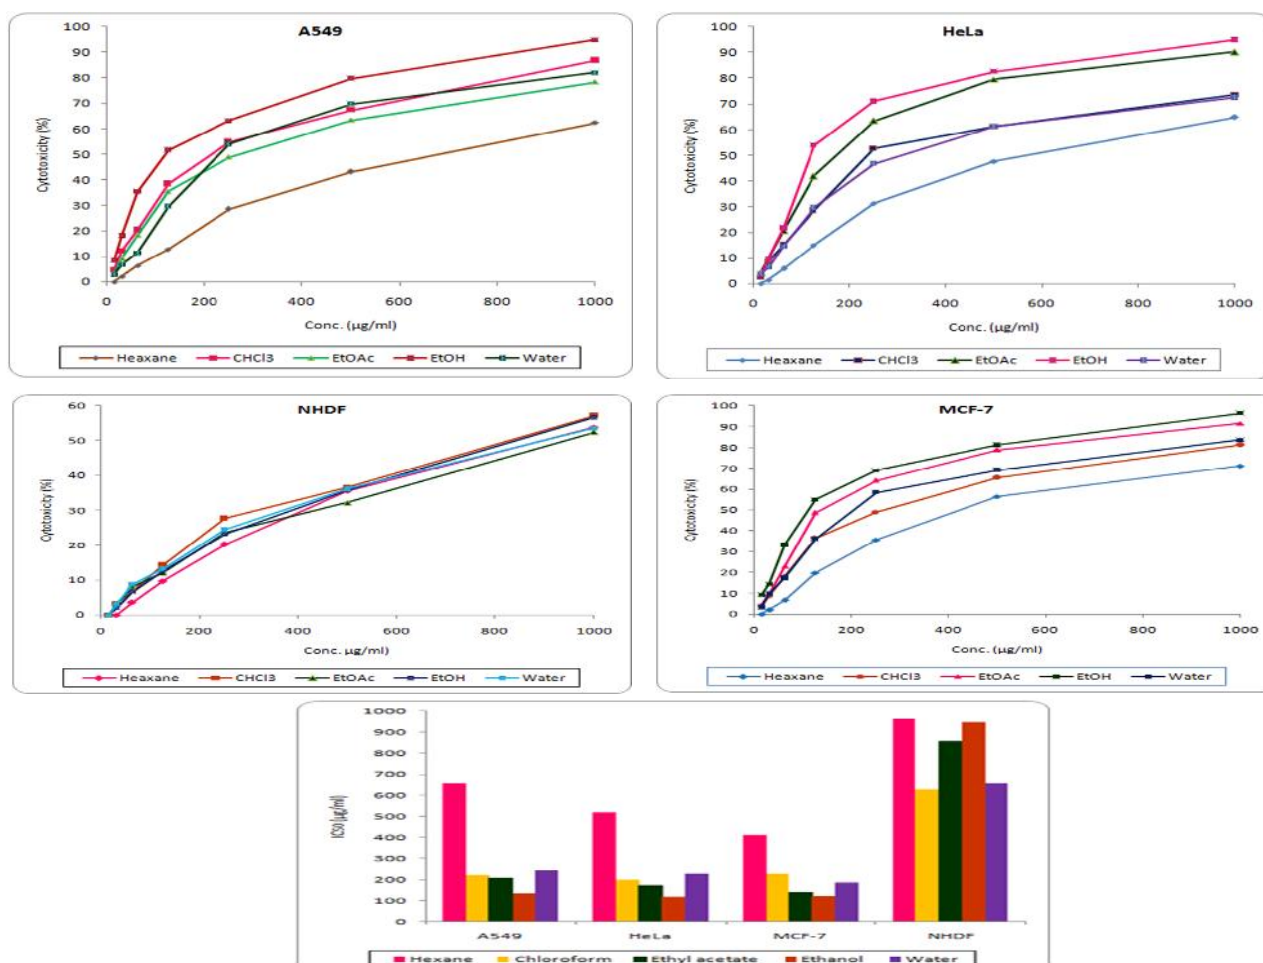 A549
100
90
80
70
60
50
40
30
20
10
0
Cytotoxicity (%)
0 200 400 600 800 1000
Conc. (µg/ml)
Heaxane CHCl3 EtOAc EtOH Water
HeLa
100
90
80
70
60
50
40
30
20
10
0
Cytotoxicity (%)
0 200 400 600 800 1000
Conc. (µg/ml)
Heaxane CHCl3 EtOAc EtOH Water
NHDF
60
50
40
30
20
10
0
Cytotoxicity (%)
0 200 400 600 800 1000
Conc. µg/ml)
Heaxane CHCl3 EtOAc EtOH Water
MCF-7
100
90
80
70
60
50
40
30
20
10
0
Cytotoxicity (%)
0 200 400 600 800 1000
Conc. (µg/ml)
Heaxane CHCl3 EtOAc EtOH Water
1000
900
800
700
600
500
400
300
200
100
0
IC50 (µg/ml)
A549 HeLa MCF-7 NHDF
Hexane Chloroform Ethyl acetate Ethanol Water